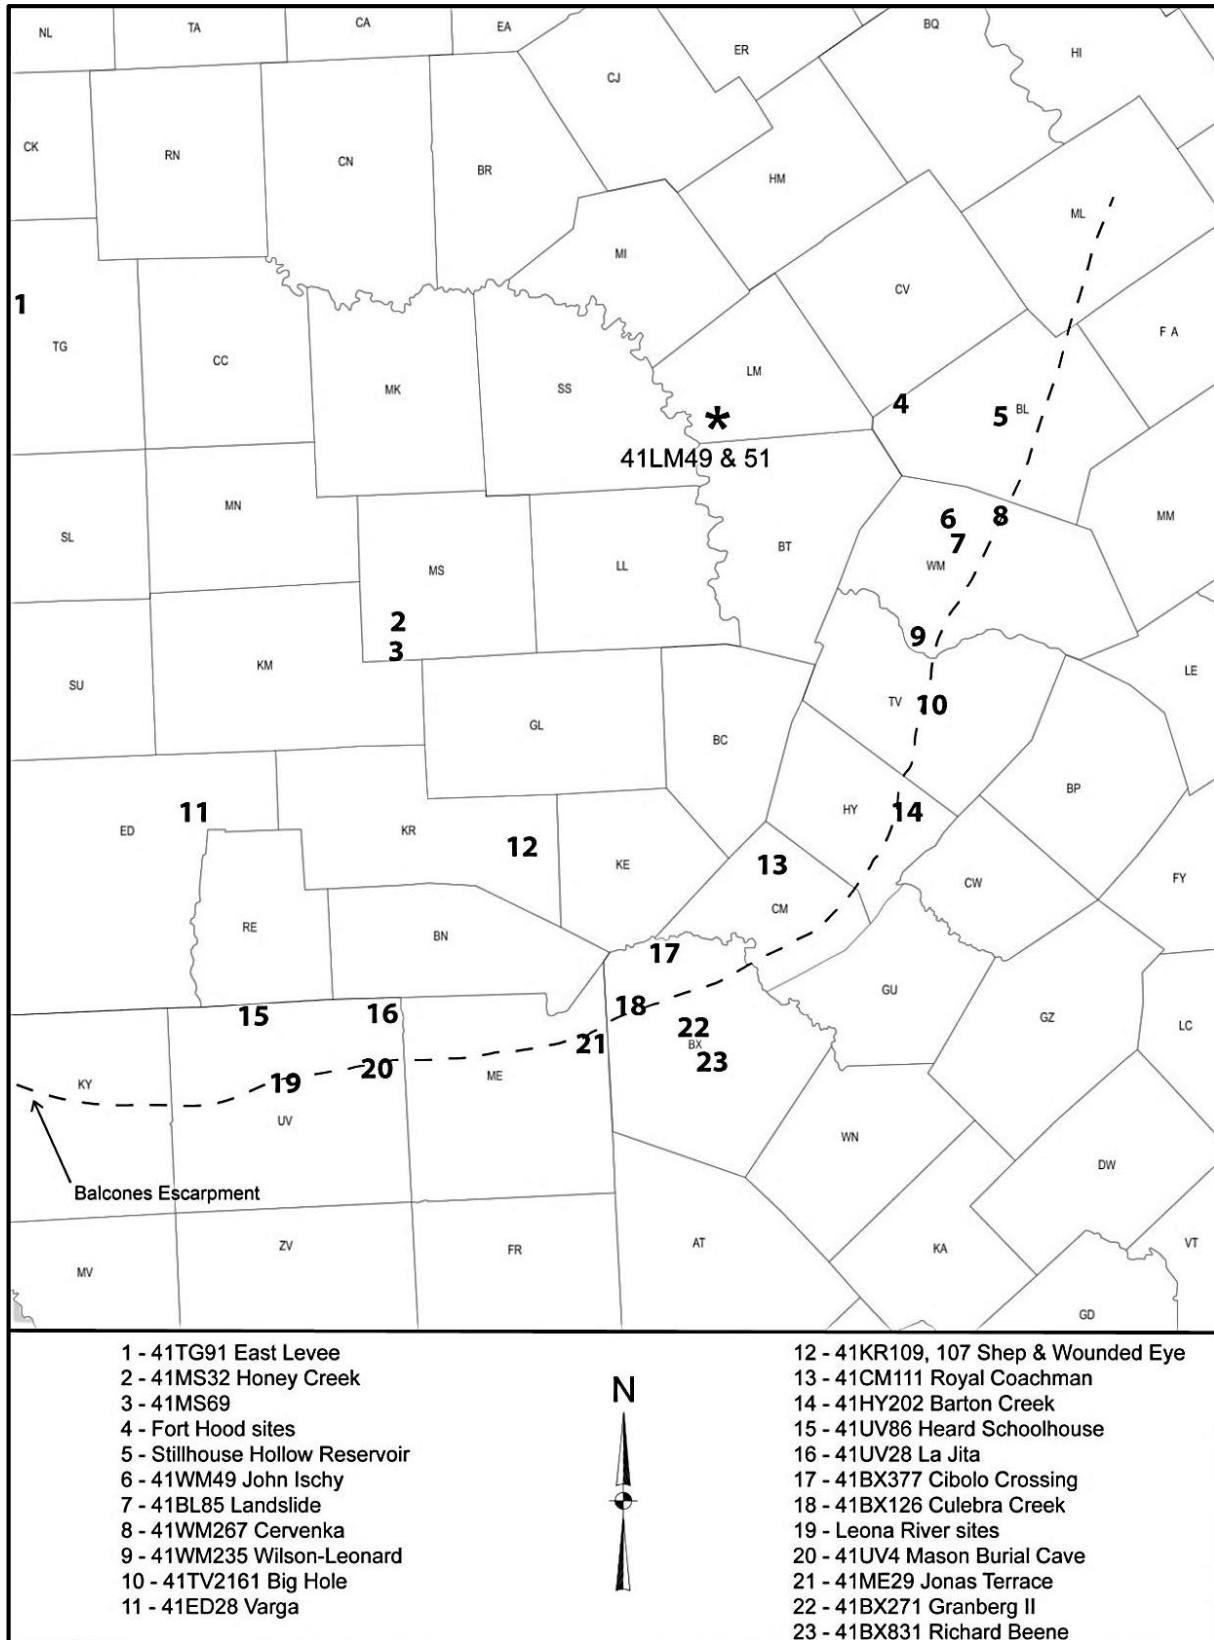 NL
TA
CA
EA
ER
BQ
HI
CJ
CK
RN
CN
BR
HM
ML
MI
CV
1
TG
CC
MK
SS
LM
F A
4
5 BL
*
41LM49 & 51
MN
SL
MS
LL
BT
6
8
7
WM
MM
2
3
KM
SU
9
LE
TV 10
GL
BC
BP
11
ED
KR
12
KE
HY
14
13
CM
CW
FY
RE
BN
17
GU
GZ
LC
15
16
18
22
BX
23
21
KY
19
20
ME
UV
WN
DW
Balcones Escarpment
MV
ZV
FR
AT
KA
VT
GD
1 - 41TG91 East Levee
2 - 41MS32 Honey Creek
3 - 41MS69
4 - Fort Hood sites
5 - Stillhouse Hollow Reservoir
6 - 41WM49 John Ischy
7 - 41BL85 Landslide
8 - 41WM267 Cervenka
9 - 41WM235 Wilson-Leonard
10 - 41TV2161 Big Hole
11 - 41ED28 Varga
N
12 - 41KR109, 107 Shep & Wounded Eye
13 - 41CM111 Royal Coachman
14 - 41HY202 Barton Creek
15 - 41UV86 Heard Schoolhouse
16 - 41UV28 La Jita
17 - 41BX377 Cibolo Crossing
18 - 41BX126 Culebra Creek
19 - Leona River sites
20 - 41UV4 Mason Burial Cave
21 - 41ME29 Jonas Terrace
22 - 41BX271 Granberg II
23 - 41BX831 Richard Beene